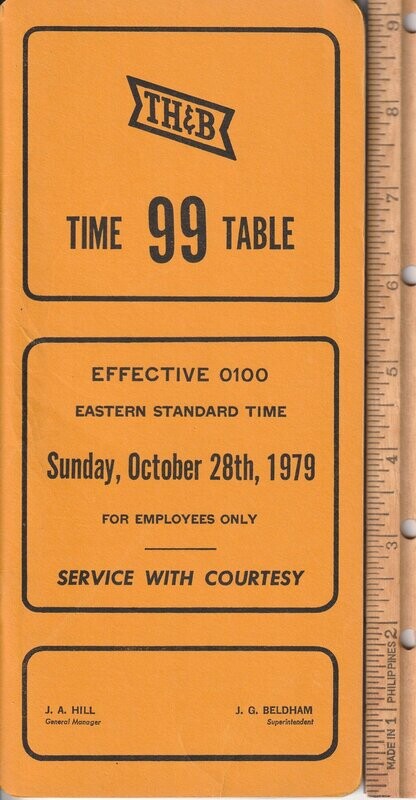 TH&B
TIME 99 TABLE
EFFECTIVE 0100
EASTERN STANDARD TIME
Sunday, October 28th, 1979
FOR EMPLOYEES ONLY
SERVICE WITH COURTESY
J. A. HILL
General Manager
J. G. BELDHAM
Superintendent
9
8
7
6
5
4
3
2
1
MADE IN PHILIPPINES